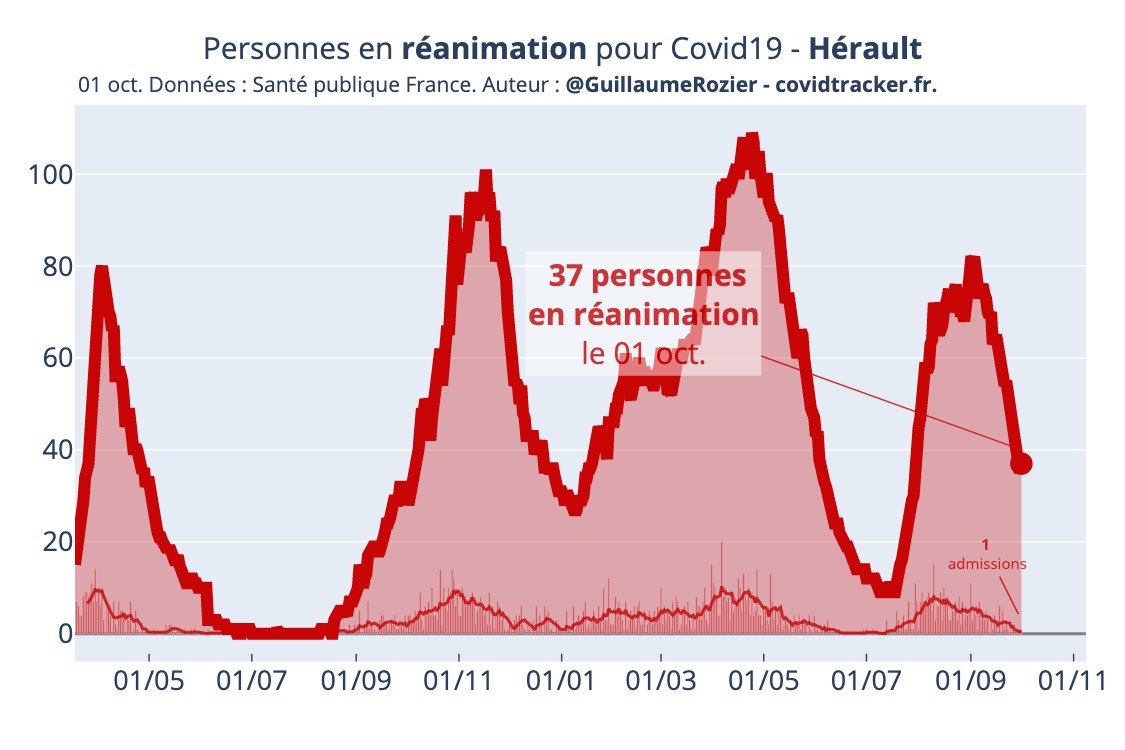 Personnes en réanimation pour Covid19 - Hérault
01 oct. Données : Santé publique France. Auteur : @GuillaumeRozier - covidtracker.fr.
100
80
60
40
20
0
37 personnes
en réanimation
le 01 oct.
1
admissions
01/05 01/07 01/09 01/11 01/01 01/03 01/05 01/07 01/09 01/11